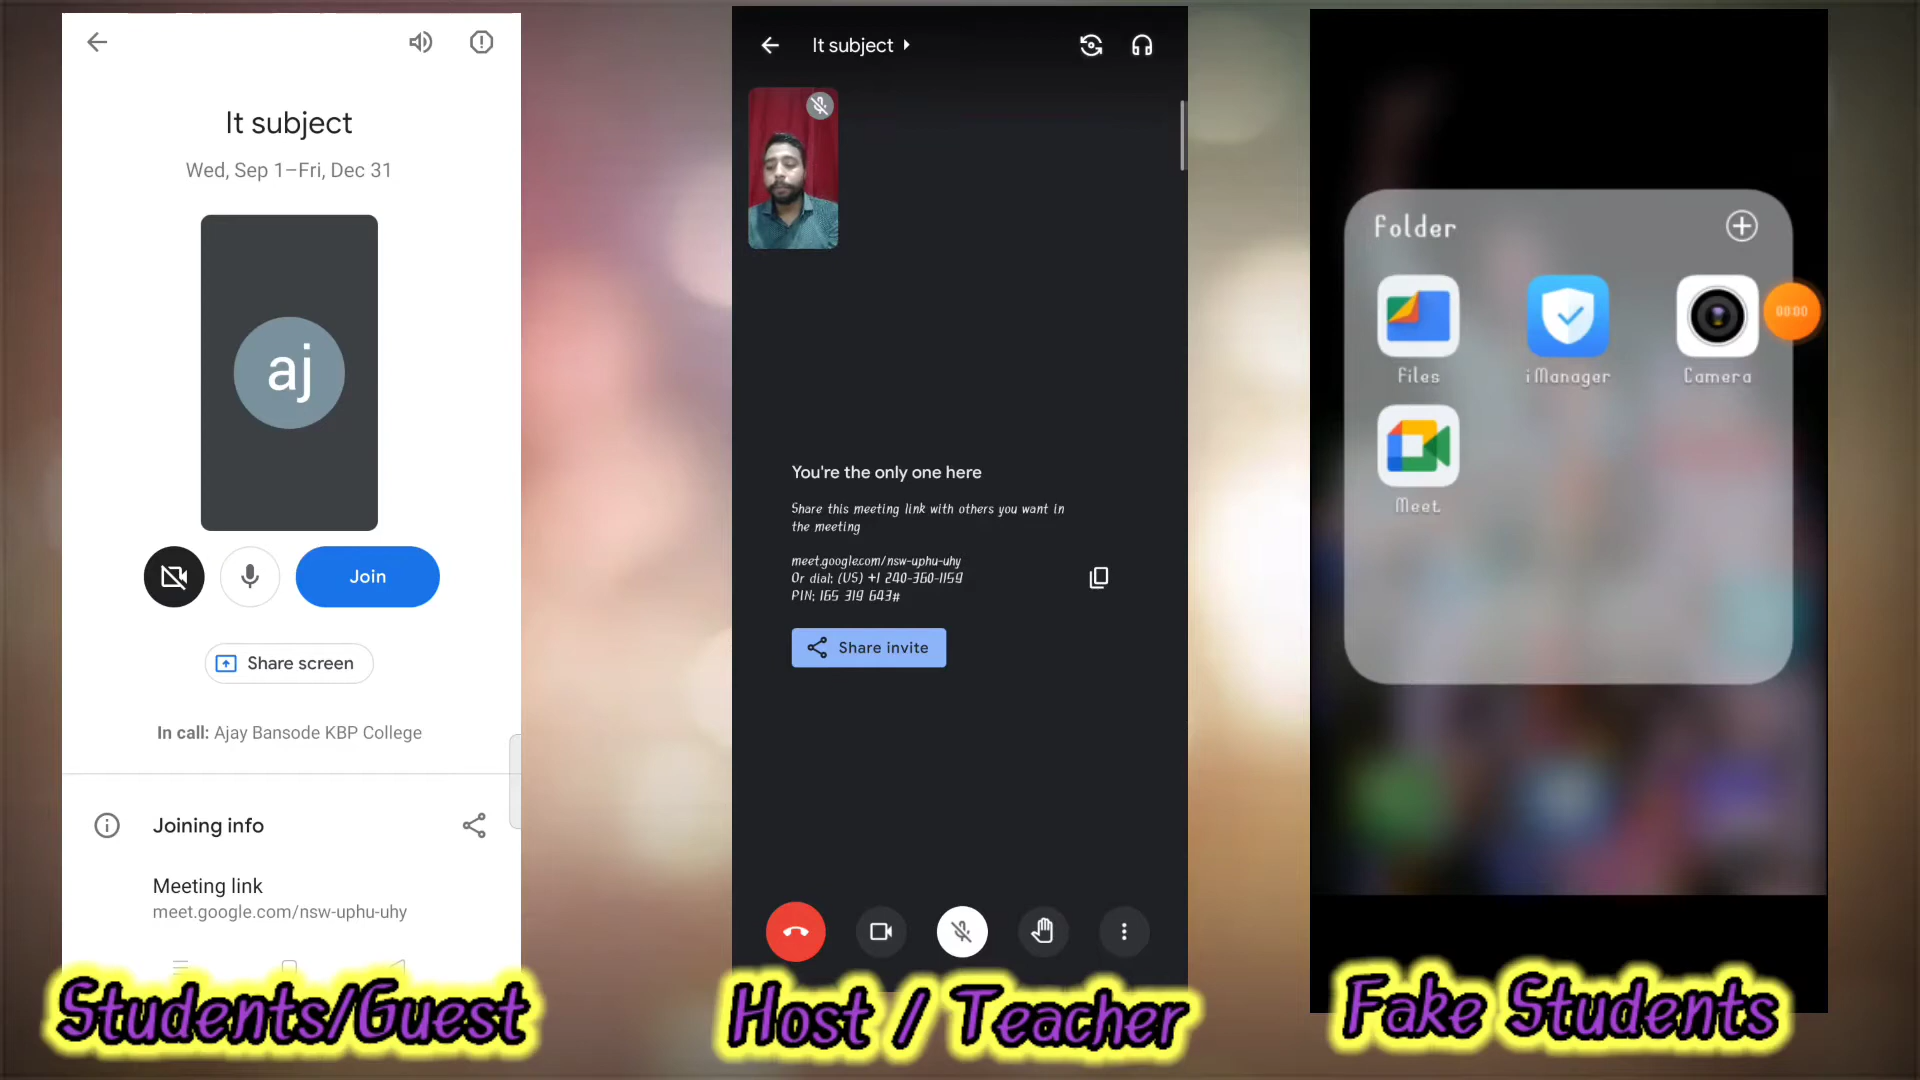 It subject
Wed, Sep 1–Fri, Dec 31
aj
Join
Share screen
In call: Ajay Bansode KBP College
Joining info
Meeting link
meet.google.com/nsw-uphu-uhy
Students/Guest
It subject
You're the only one here
Share this meeting link with others you want in
the meeting
meet.google.com/nsw-uphu-uhy
Or dial: (US) +1 240-360-1159
PIN: 165 319 643#
Share invite
Host / Teacher
Folder
00:00
Files
iManager
Camera
Meet
Fake Students